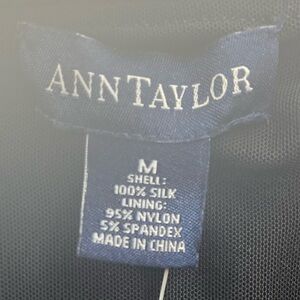 ANN TAYLOR
M
SHELL:
100% SILK
LINING:
95% NYLON
5% SPANDEX
MADE IN CHINA